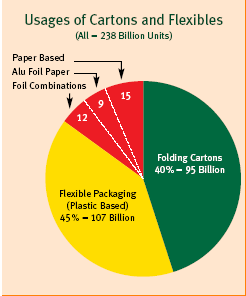 Usages of Cartons and Flexibles
(All = 238 Billion Units)
Paper Based
Alu Foil Paper
Foil Combinations
15
9
12
Folding Cartons
40% = 95 Billion
Flexible Packaging
(Plastic Based)
45% = 107 Billion